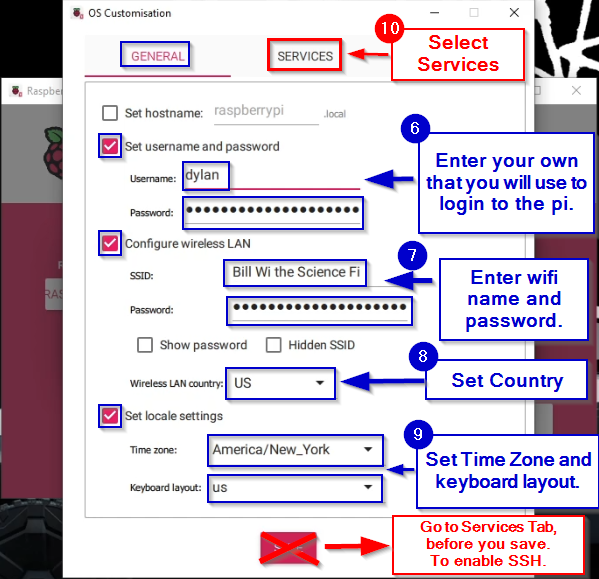 OS Customisation
10
GENERAL
SERVICES
Select
Services
Raspber
Set hostname: raspberrypi .local
6
Set username and password
Enter your own
that you will use to
login to the pi.
Username: dylan
Password: ●●●●●●●●●●●●●●●●●●●●
Configure wireless LAN
7
SSID: Bill Wi the Science Fi
Enter wifi
name and
password.
Password: ●●●●●●●●●●●●●●●●●●●●
Show password
Hidden SSID
8
Wireless LAN country: US
Set Country
Set locale settings
9
Time zone: America/New_York
Set Time Zone and
keyboard layout.
Keyboard layout: us
Go to Services Tab,
before you save.
To enable SSH.